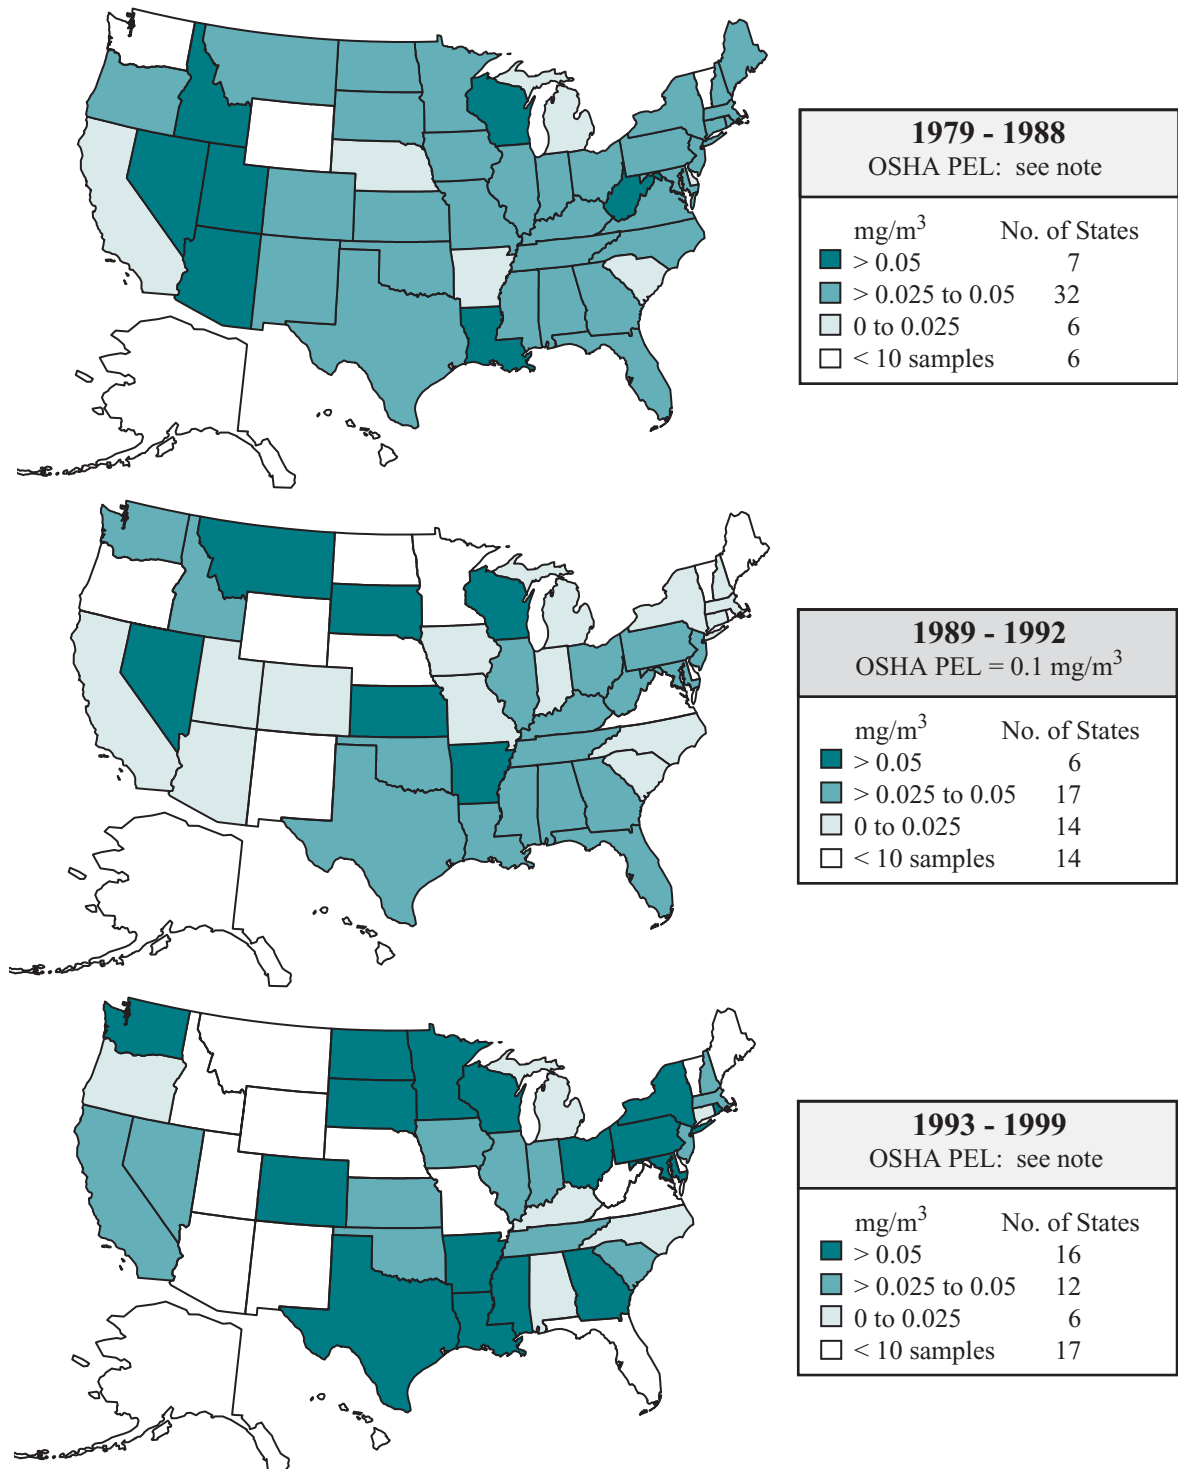 1979 - 1988
OSHA PEL: see note
mg/m³ No. of States
> 0.05 7
> 0.025 to 0.05 32
0 to 0.025 6
< 10 samples 6
1989 - 1992
OSHA PEL = 0.1 mg/m³
mg/m³ No. of States
> 0.05 6
> 0.025 to 0.05 17
0 to 0.025 14
< 10 samples 14
1993 - 1999
OSHA PEL: see note
mg/m³ No. of States
> 0.05 16
> 0.025 to 0.05 12
0 to 0.025 6
< 10 samples 17